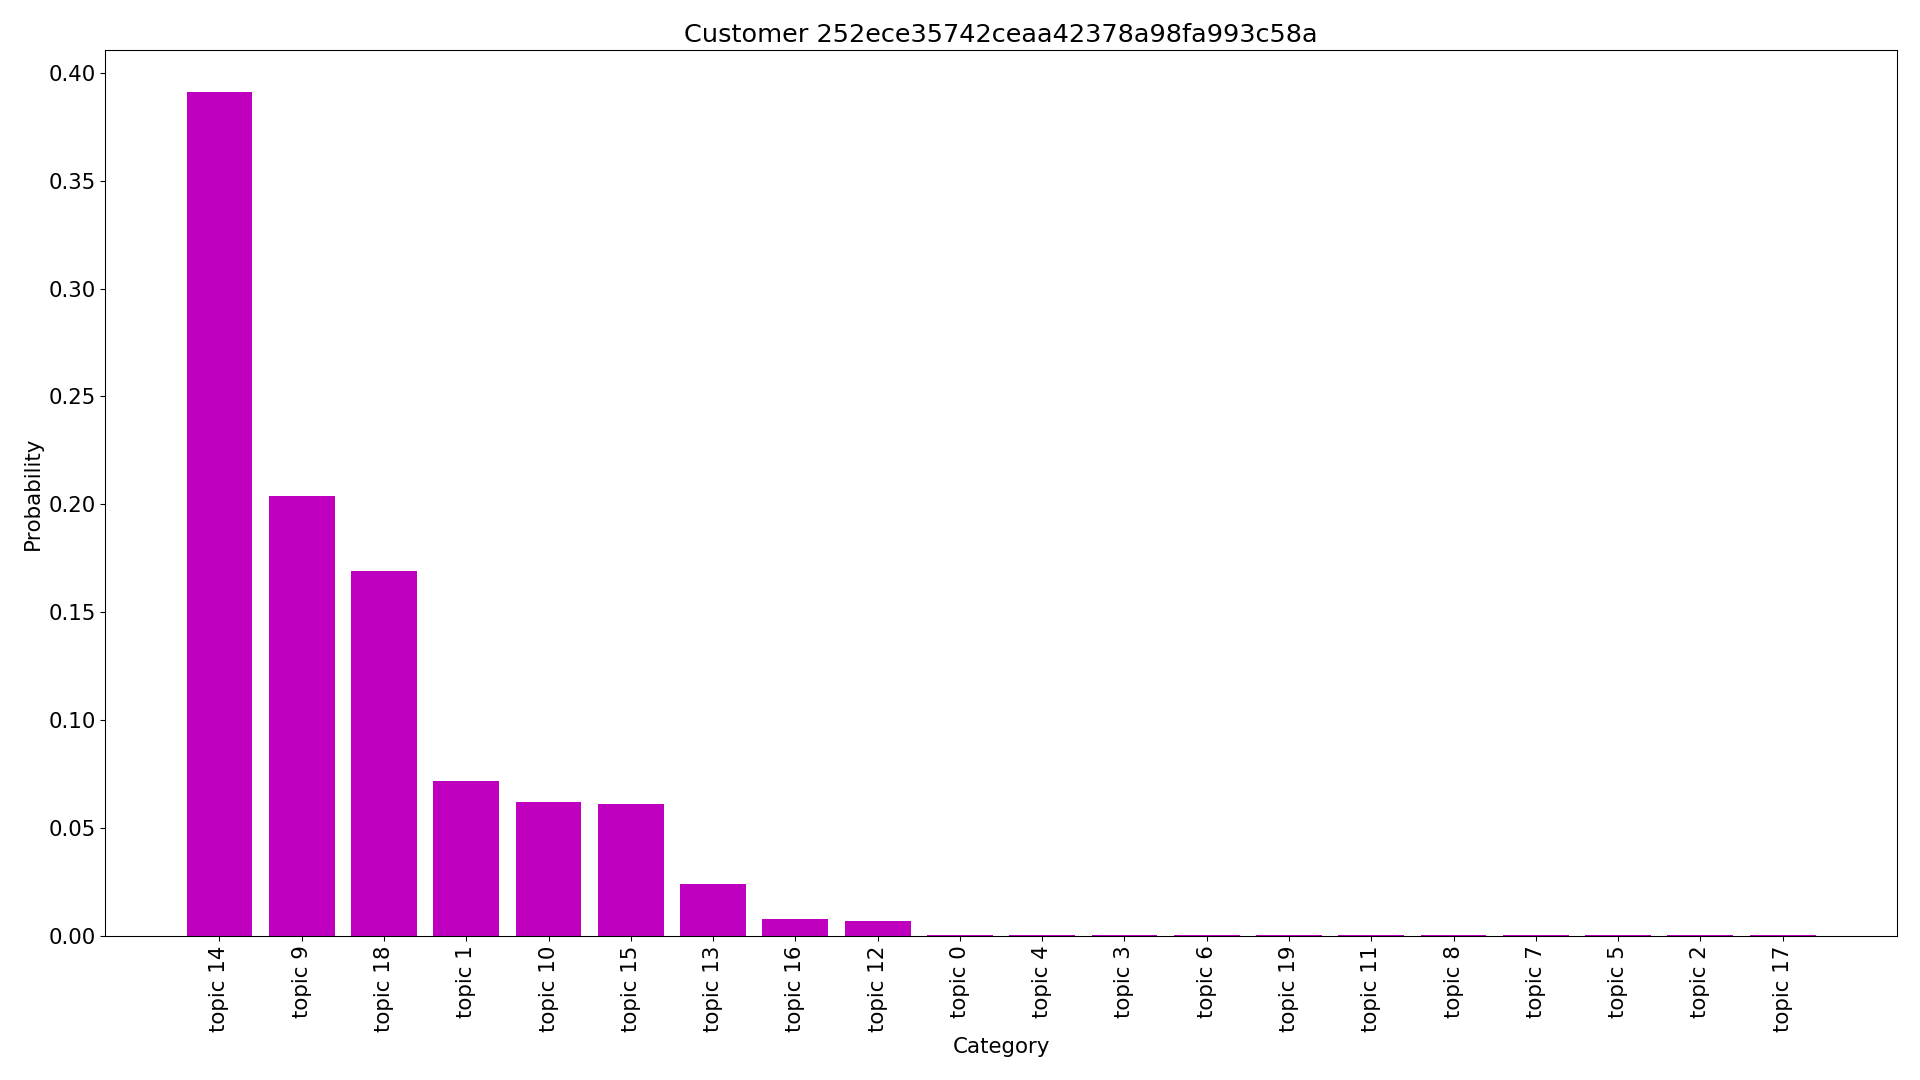 Customer 252ece35742ceaa42378a98fa993c58a
Probability
0.40
0.35
0.30
0.25
0.20
0.15
0.10
0.05
0.00
topic 14
topic 9
topic 18
topic 1
topic 10
topic 15
topic 13
topic 16
topic 12
topic 0
topic 4
topic 3
topic 6
topic 19
topic 11
topic 8
topic 7
topic 5
topic 2
topic 17
Category